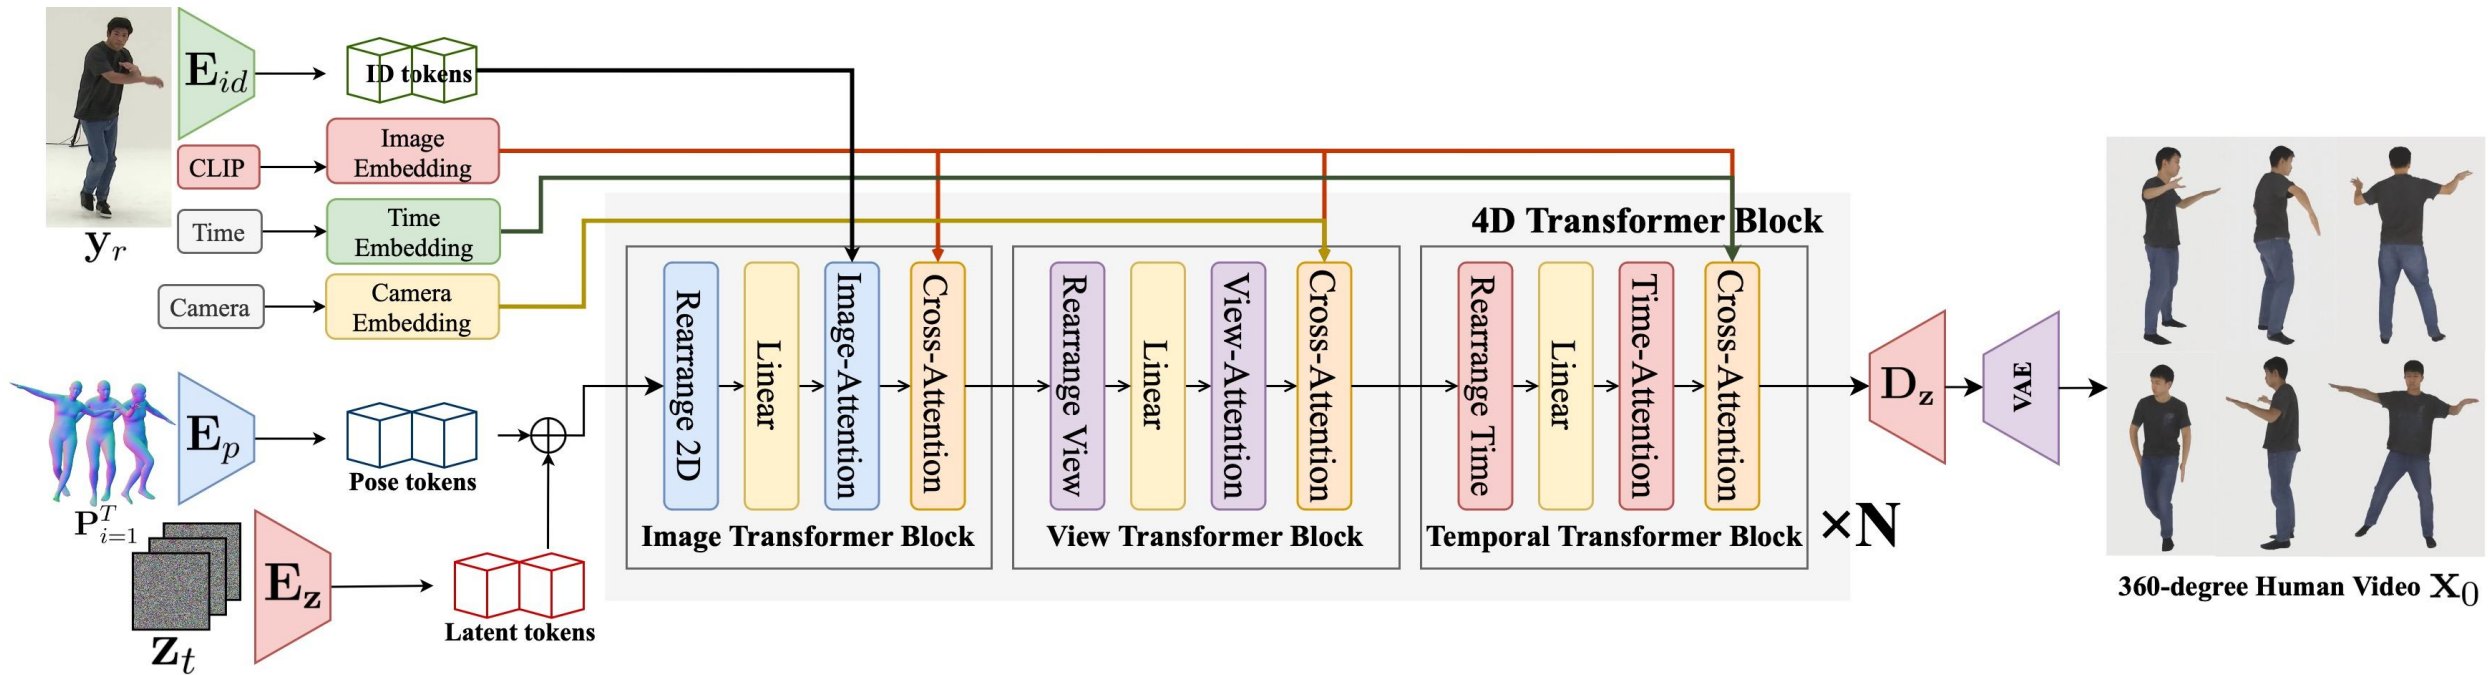 E_{id}
ID tokens
y_r
CLIP
Image
Embedding
Time
Time
Embedding
Camera
Camera
Embedding
P_{i=1}^{T}
E_p
Pose tokens
z_t
E_z
Latent tokens
4D Transformer Block
Rearrange 2D
Linear
Image-Attention
Cross-Attention
Image Transformer Block
Rearrange View
Linear
View-Attention
Cross-Attention
View Transformer Block
Rearrange Time
Linear
Time-Attention
Cross-Attention
Temporal Transformer Block
×N
D_z
VAE
360-degree Human Video x_0